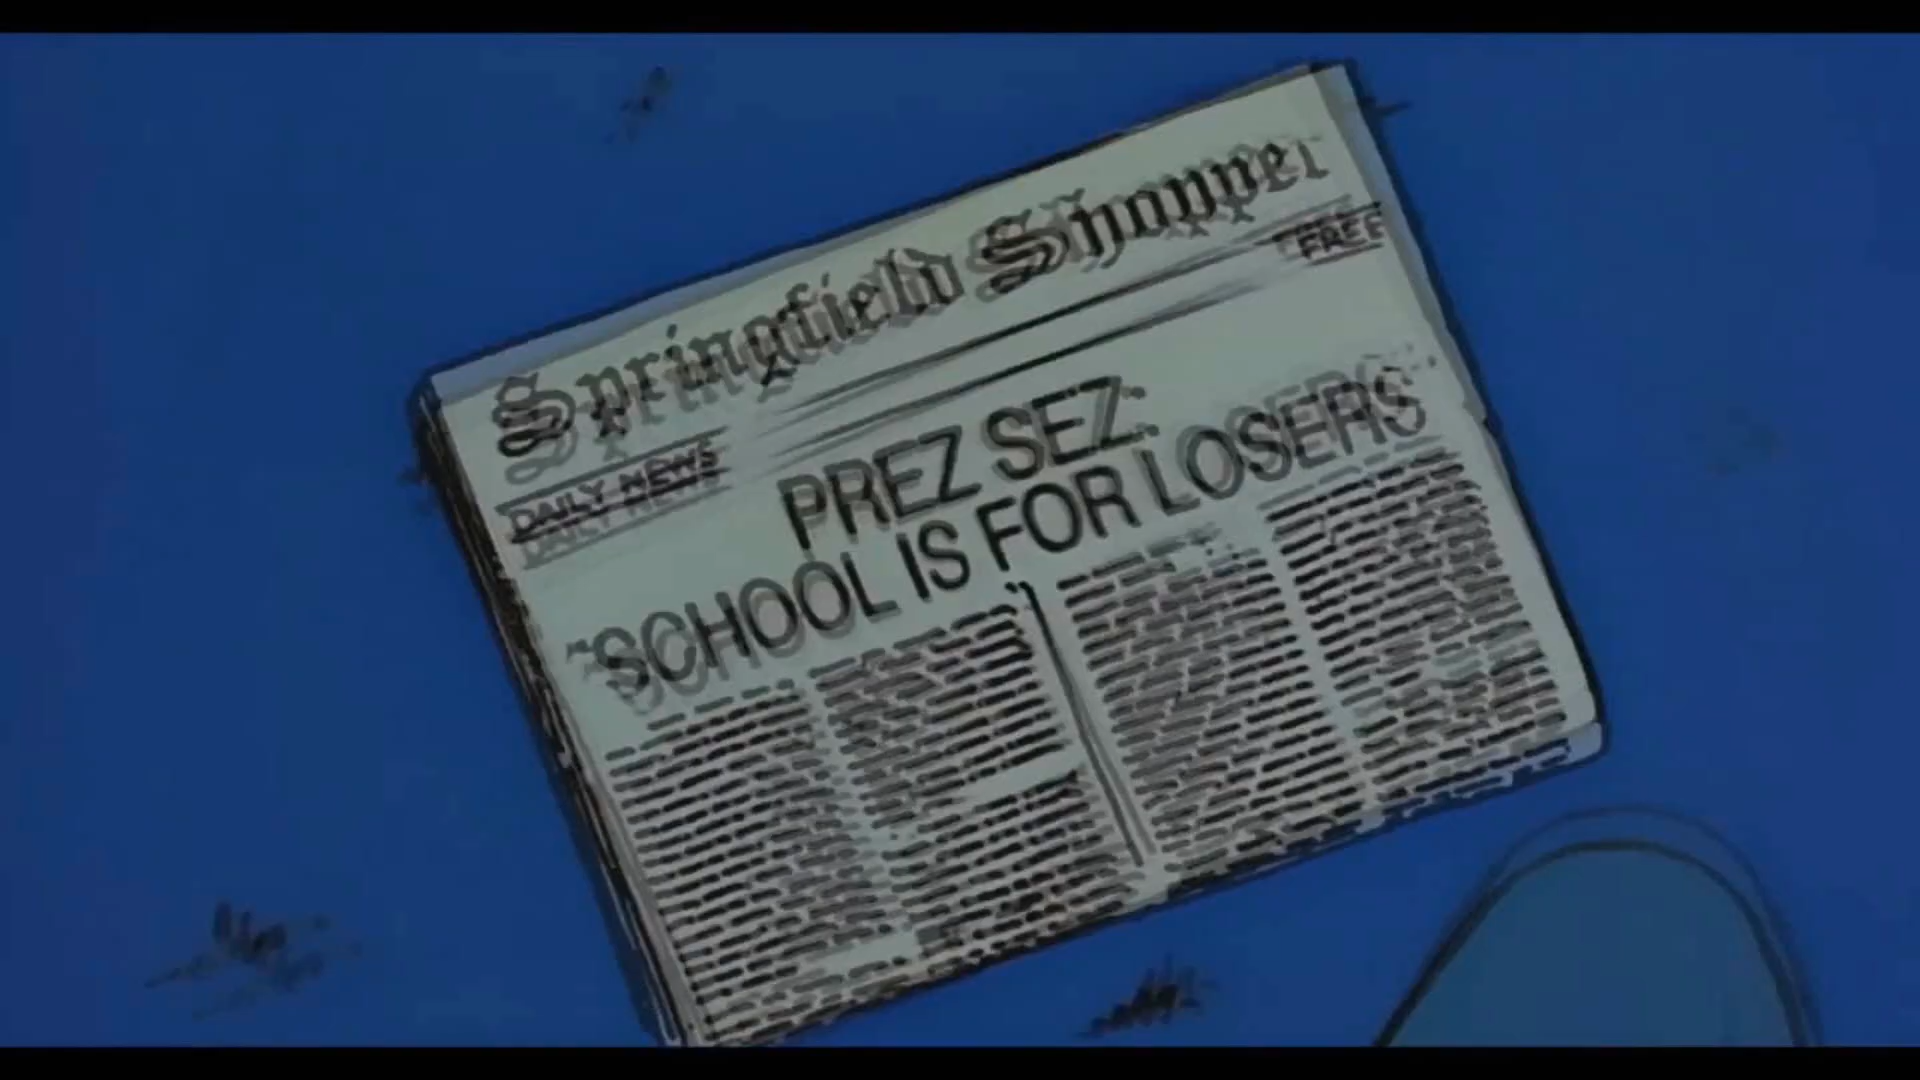 Springfield Shopper
FREE
DAILY NEWS
PREZ SEZ:
"SCHOOL IS FOR LOSERS"